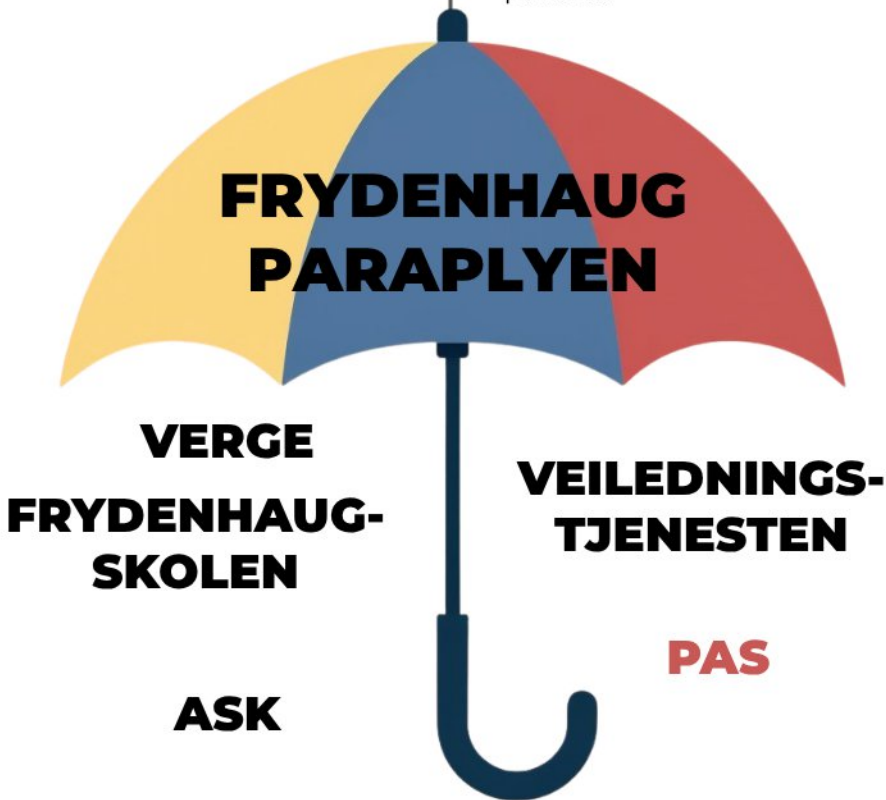 FRYDENHAUG
PARAPLYEN
VERGE
FRYDENHAUG-
SKOLEN
VEILEDNINGS-
TJENESTEN
PAS
ASK